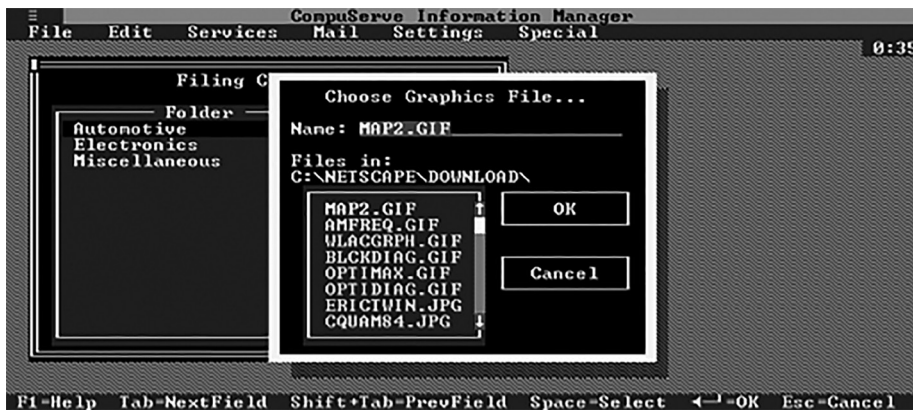 CompuServe Information Manager
File Edit Services Mail Settings Special
0:35
Filing C
Folder
Automotive
Electronics
Miscellaneous
Choose Graphics File...
Name: MAP2.GIF
Files in:
C:\NETSCAPE\DOWNLOAD\
MAP2.GIF
AMFREQ.GIF
WLACGRPH.GIF
BLCKDIAG.GIF
OPTIMAX.GIF
OPTIDIAG.GIF
ERICTWIN.JPG
CQUAM84.JPG
OK
Cancel
F1=Help Tab=NextField Shift+Tab=PrevField Space=Select ←┘=OK Esc=Cancel